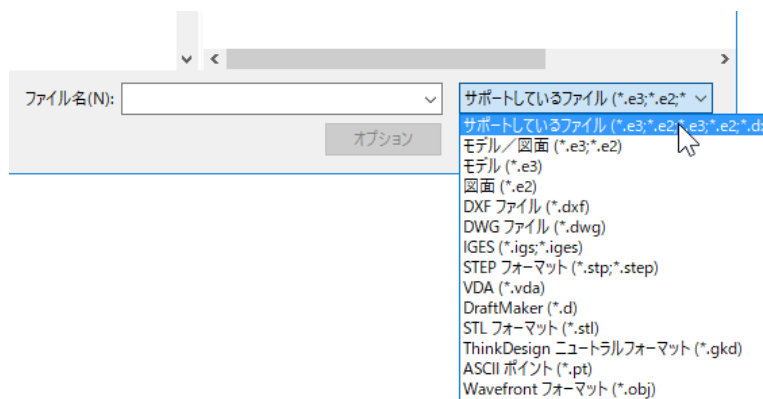 ファイル名(N):
サポートしているファイル (*.e3;*.e2;*
オプション
サポートしているファイル (*.e3;*.e2;*.e3;*.e2;*.dx
モデル／図面 (*.e3;*.e2)
モデル (*.e3)
図面 (*.e2)
DXF ファイル (*.dxf)
DWG ファイル (*.dwg)
IGES (*.igs;*.iges)
STEP フォーマット (*.stp;*.step)
VDA (*.vda)
DraftMaker (*.d)
STL フォーマット (*.stl)
ThinkDesign ニュートラルフォーマット (*.gkd)
ASCII ポイント (*.pt)
Wavefront フォーマット (*.obj)